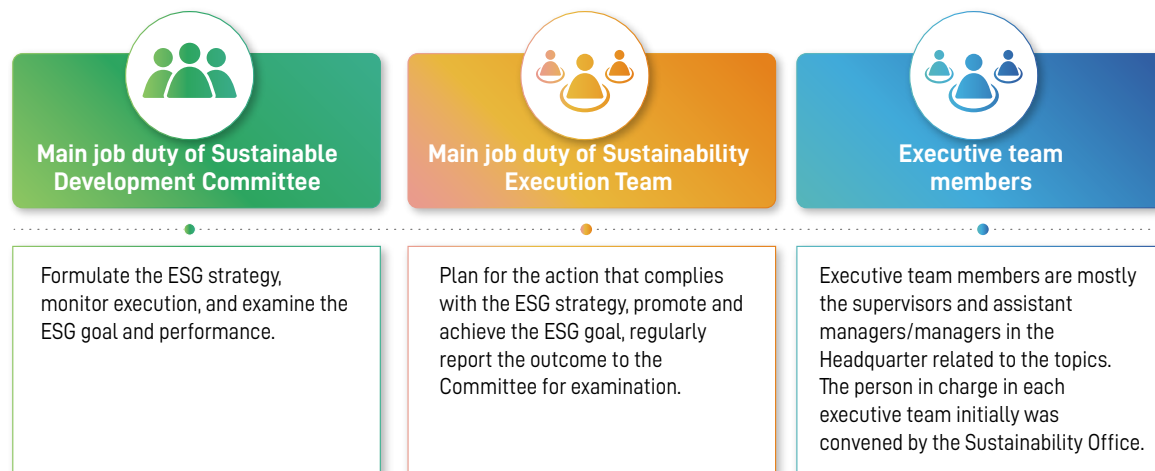 Main job duty of Sustainable
Development Committee
Formulate the ESG strategy,
monitor execution, and examine the
ESG goal and performance.
Main job duty of Sustainability
Execution Team
Plan for the action that complies
with the ESG strategy, promote and
achieve the ESG goal, regularly
report the outcome to the
Committee for examination.
Executive team
members
Executive team members are mostly
the supervisors and assistant
managers/managers in the
Headquarter related to the topics.
The person in charge in each
executive team initially was
convened by the Sustainability Office.